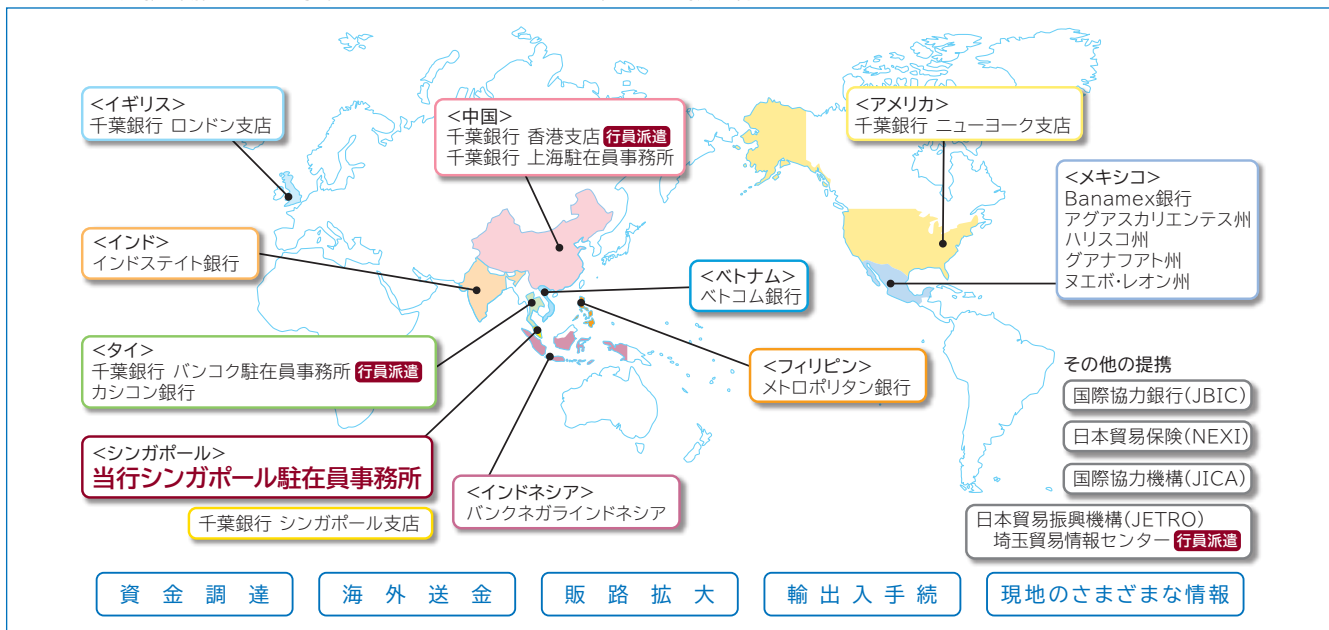 <イギリス>
千葉銀行 ロンドン支店
<中国>
千葉銀行 香港支店 行員派遣
千葉銀行 上海駐在員事務所
<アメリカ>
千葉銀行 ニューヨーク支店
<メキシコ>
Banamex銀行
アグアスカリエンテス州
ハリスコ州
グアナフアト州
ヌエボ・レオン州
<インド>
インドステイト銀行
<ベトナム>
ベトコム銀行
<タイ>
千葉銀行 バンコク駐在員事務所 行員派遣
カシコン銀行
<フィリピン>
メトロポリタン銀行
<シンガポール>
当行シンガポール駐在員事務所
千葉銀行 シンガポール支店
<インドネシア>
バンクネガラインドネシア
その他の提携
国際協力銀行(JBIC)
日本貿易保険(NEXI)
国際協力機構(JICA)
日本貿易振興機構(JETRO)
埼玉貿易情報センター 行員派遣
資金調達
海外送金
販路拡大
輸出入手続
現地のさまざまな情報